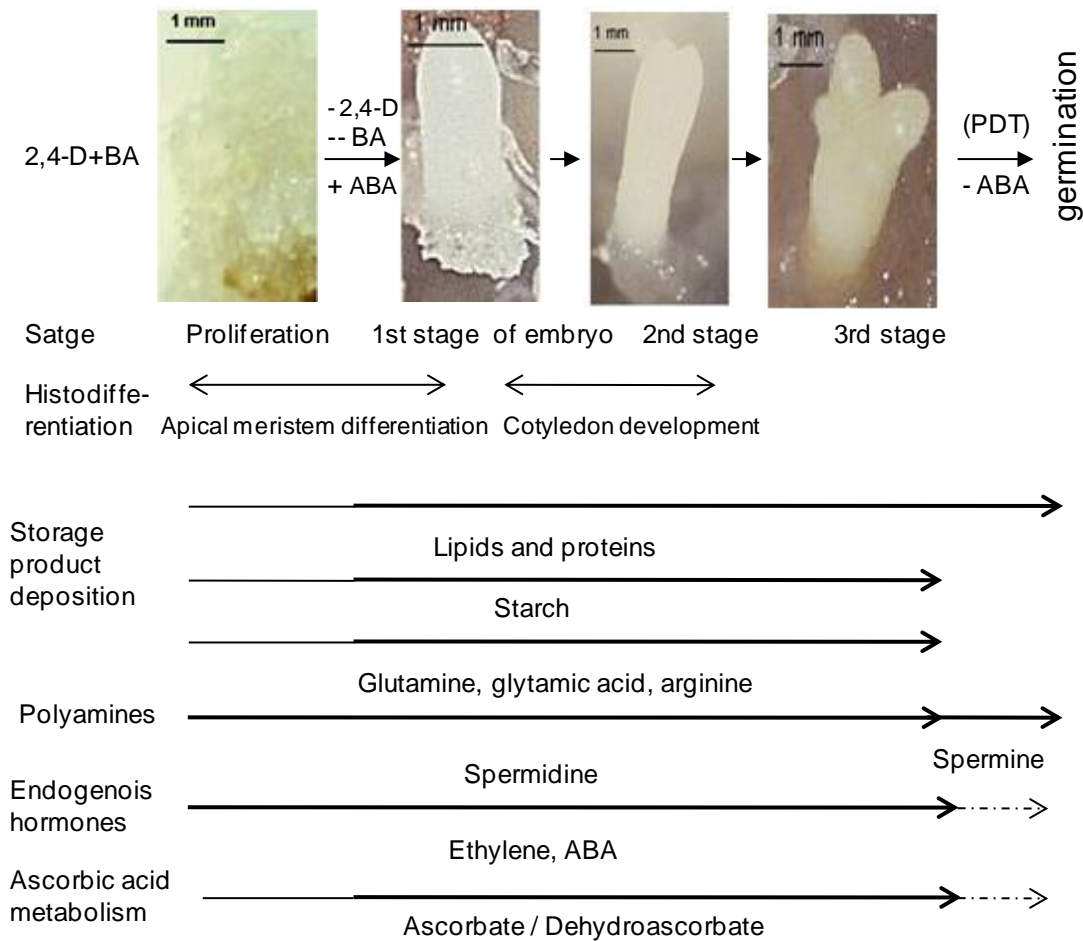 1 mm
1 mm
1 mm
1 mm
2,4-D+BA
- 2,4-D
-- BA
+ ABA
(PDT)
- ABA
germination
Satge Proliferation 1st stage of embryo 2nd stage 3rd stage
Histodiffe-
rentiation
Apical meristem differentiation Cotyledon development
Storage
product
deposition
Lipids and proteins
Starch
Glutamine, glytamic acid, arginine
Polyamines
Spermidine
Spermine
Endogenois
hormones
Ethylene, ABA
Ascorbic acid
metabolism
Ascorbate / Dehydroascorbate